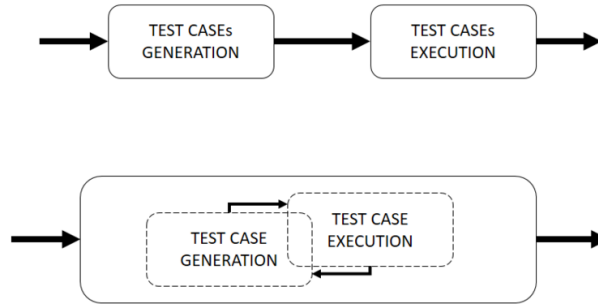 TEST CASEs
GENERATION
TEST CASEs
EXECUTION
TEST CASE
EXECUTION
TEST CASE
GENERATION